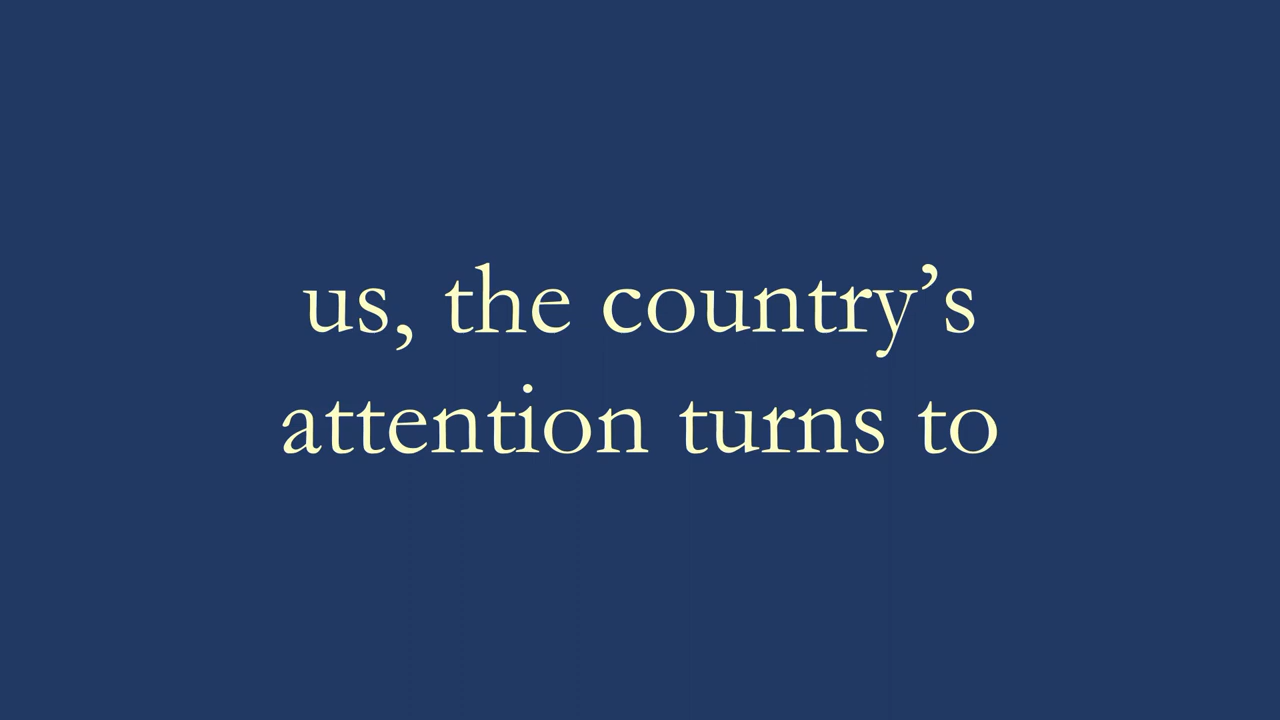 us, the country’s
attention turns to